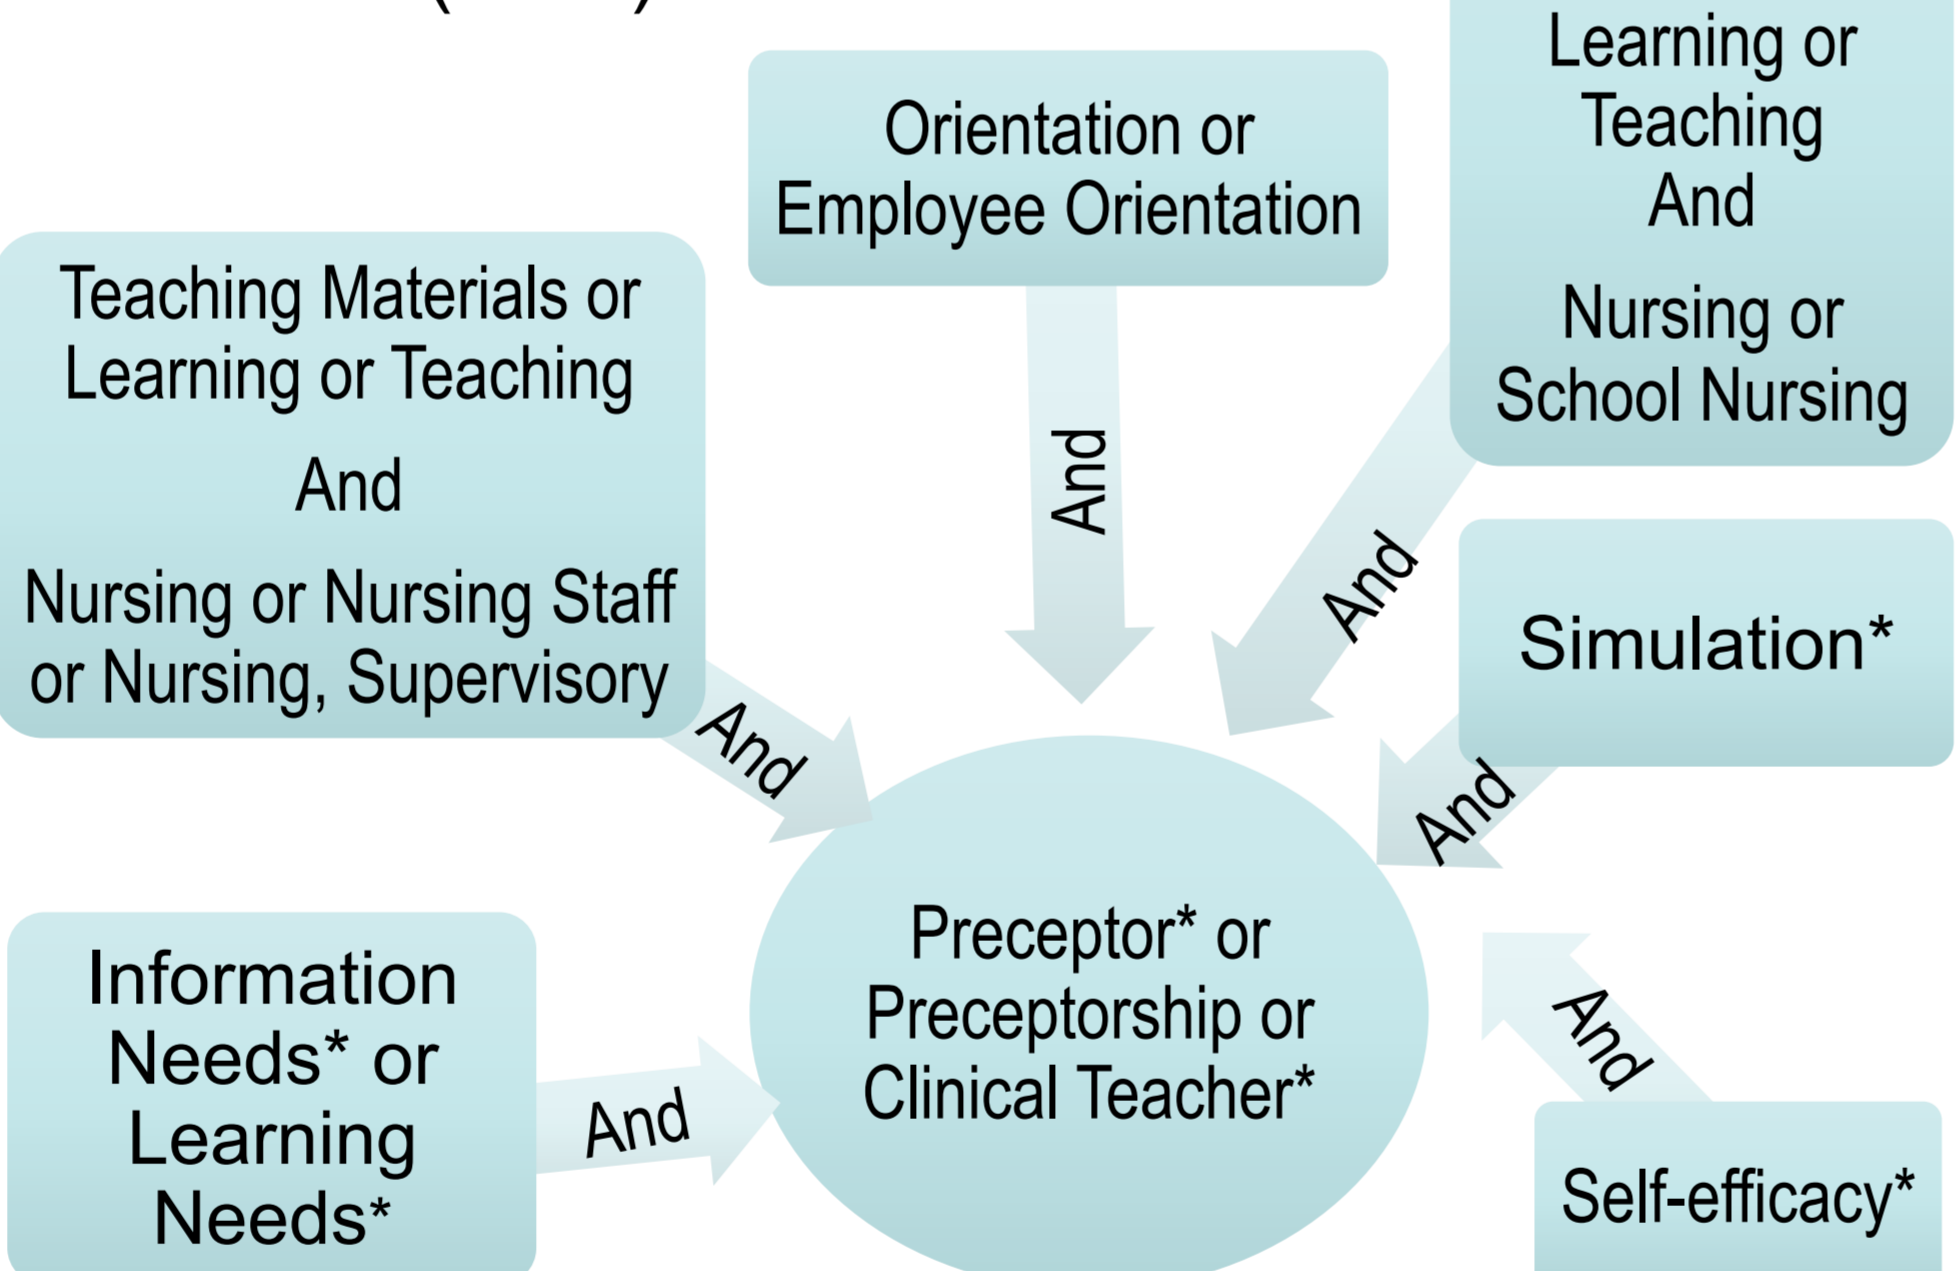 Learning or
Teaching
And
Nursing or
School Nursing
Orientation or
Employee Orientation
Teaching Materials or
Learning or Teaching
And
Nursing or Nursing Staff
or Nursing, Supervisory
And
And
And
Simulation*
And
Preceptor* or
Preceptorship or
Clinical Teacher*
Information
Needs* or
Learning
Needs*
And
And
Self-efficacy*